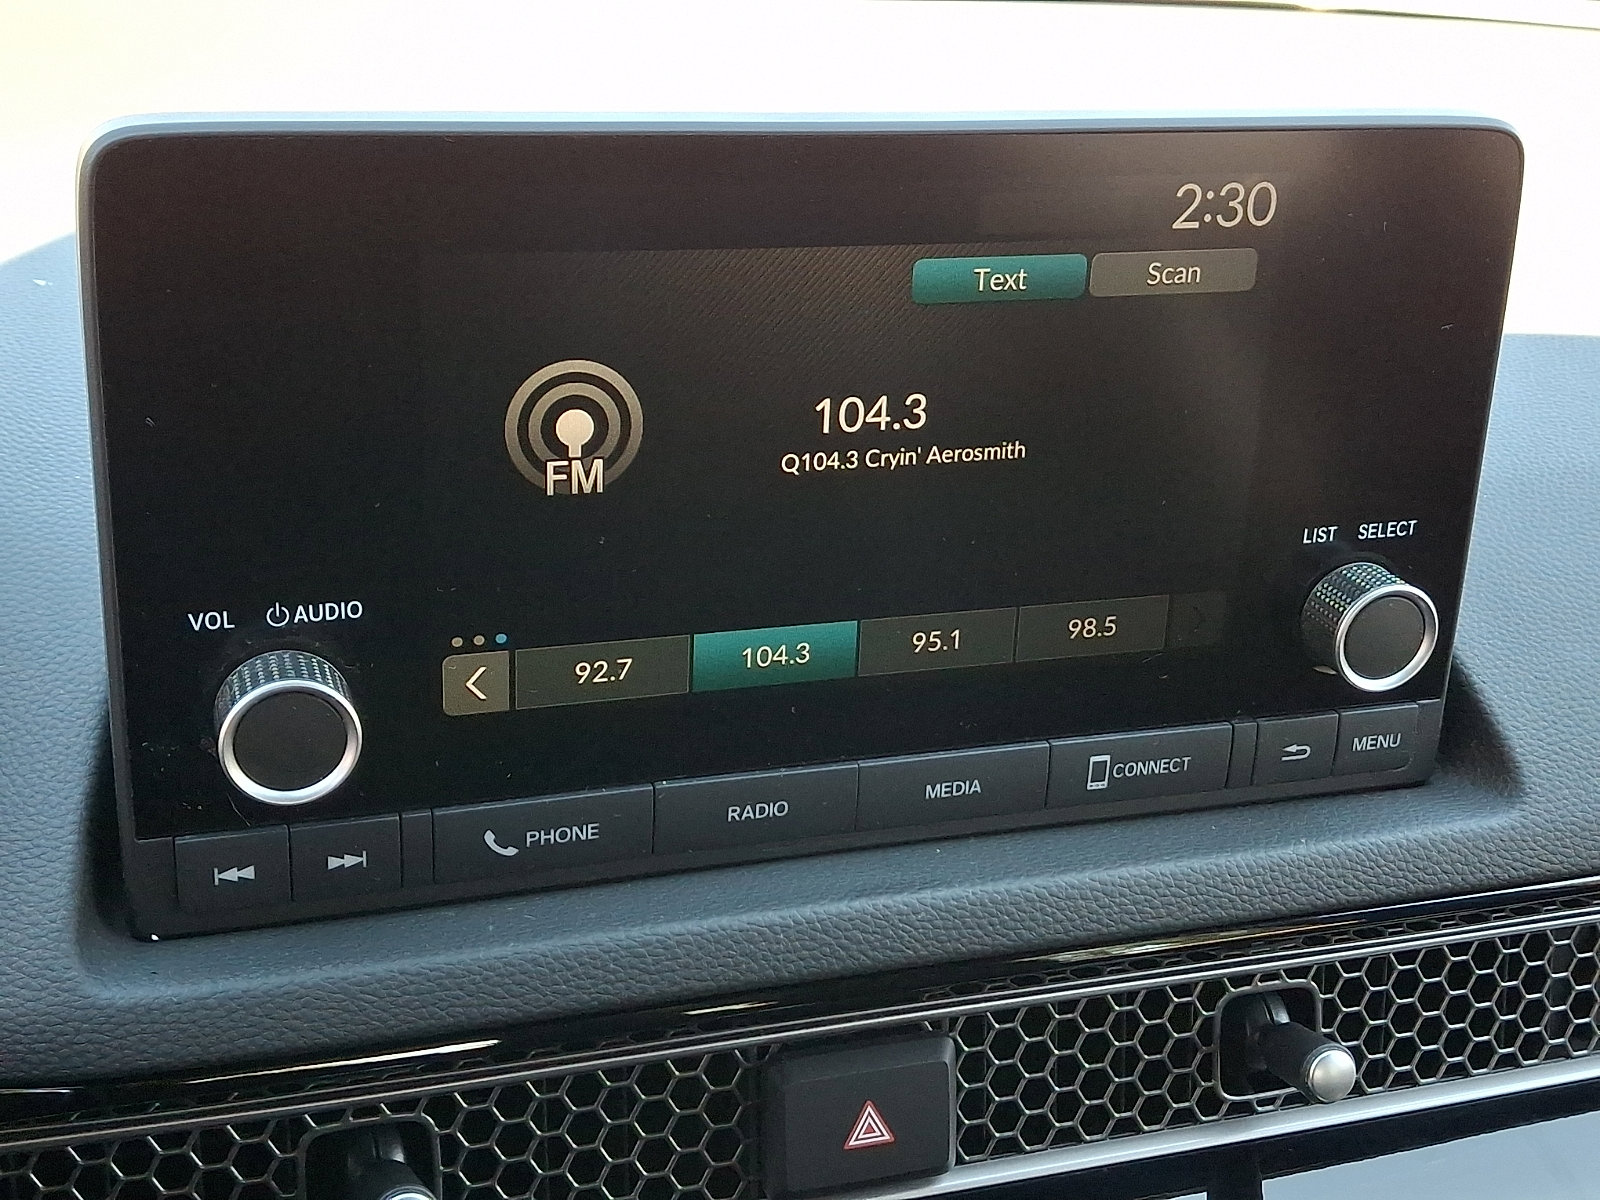 2:30
Text Scan
FM
104.3
Q104.3 Cryin' Aerosmith
LIST SELECT
VOL AUDIO
92.7 104.3 95.1 98.5
PHONE RADIO MEDIA CONNECT MENU